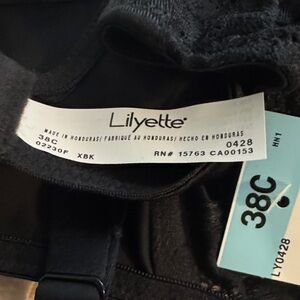 Lilyette®
MADE IN HONDURAS/ FABRIQUÉ AU HONDURAS/ HECHO EN HONDURAS
38C 0428
02230F XBK RN# 15763 CA00153
38C
HN1
LY0428